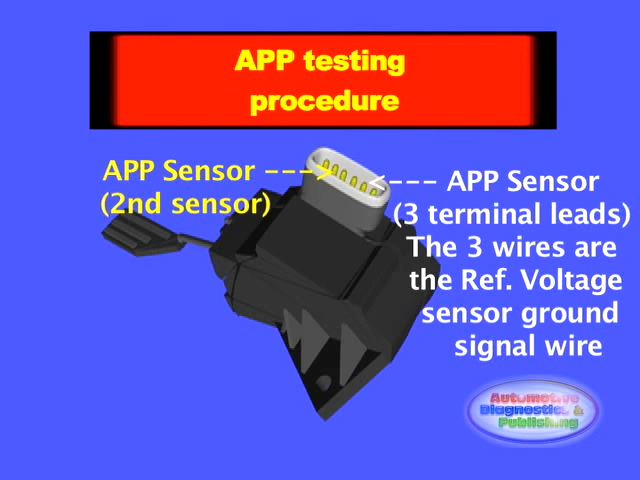 APP testing
procedure
APP Sensor --->
(2nd sensor)
<--- APP Sensor
(3 terminal leads)
The 3 wires are
the Ref. Voltage
sensor ground
signal wire
Automotive
Diagnostics &
Publishing